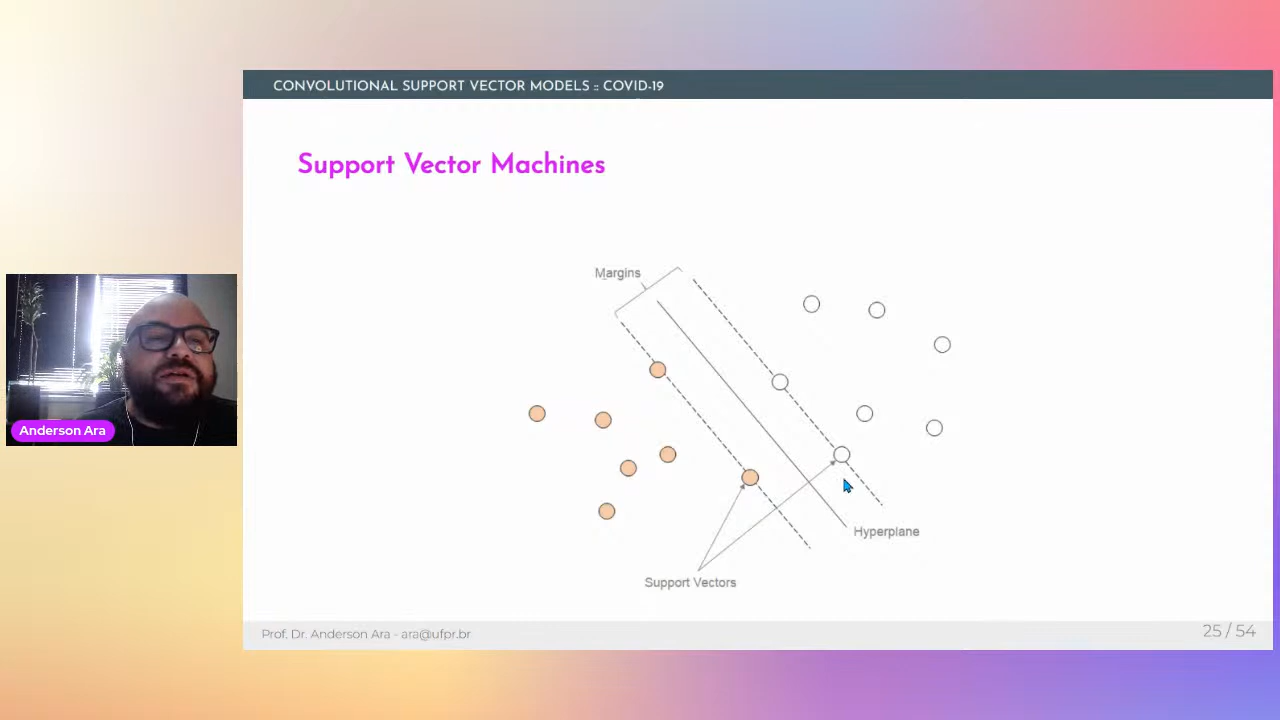 CONVOLUTIONAL SUPPORT VECTOR MODELS :: COVID-19
Support Vector Machines
Margins
Anderson Ara
Hyperplane
Support Vectors
Prof. Dr. Anderson Ara - ara@ufpr.br
25 / 54